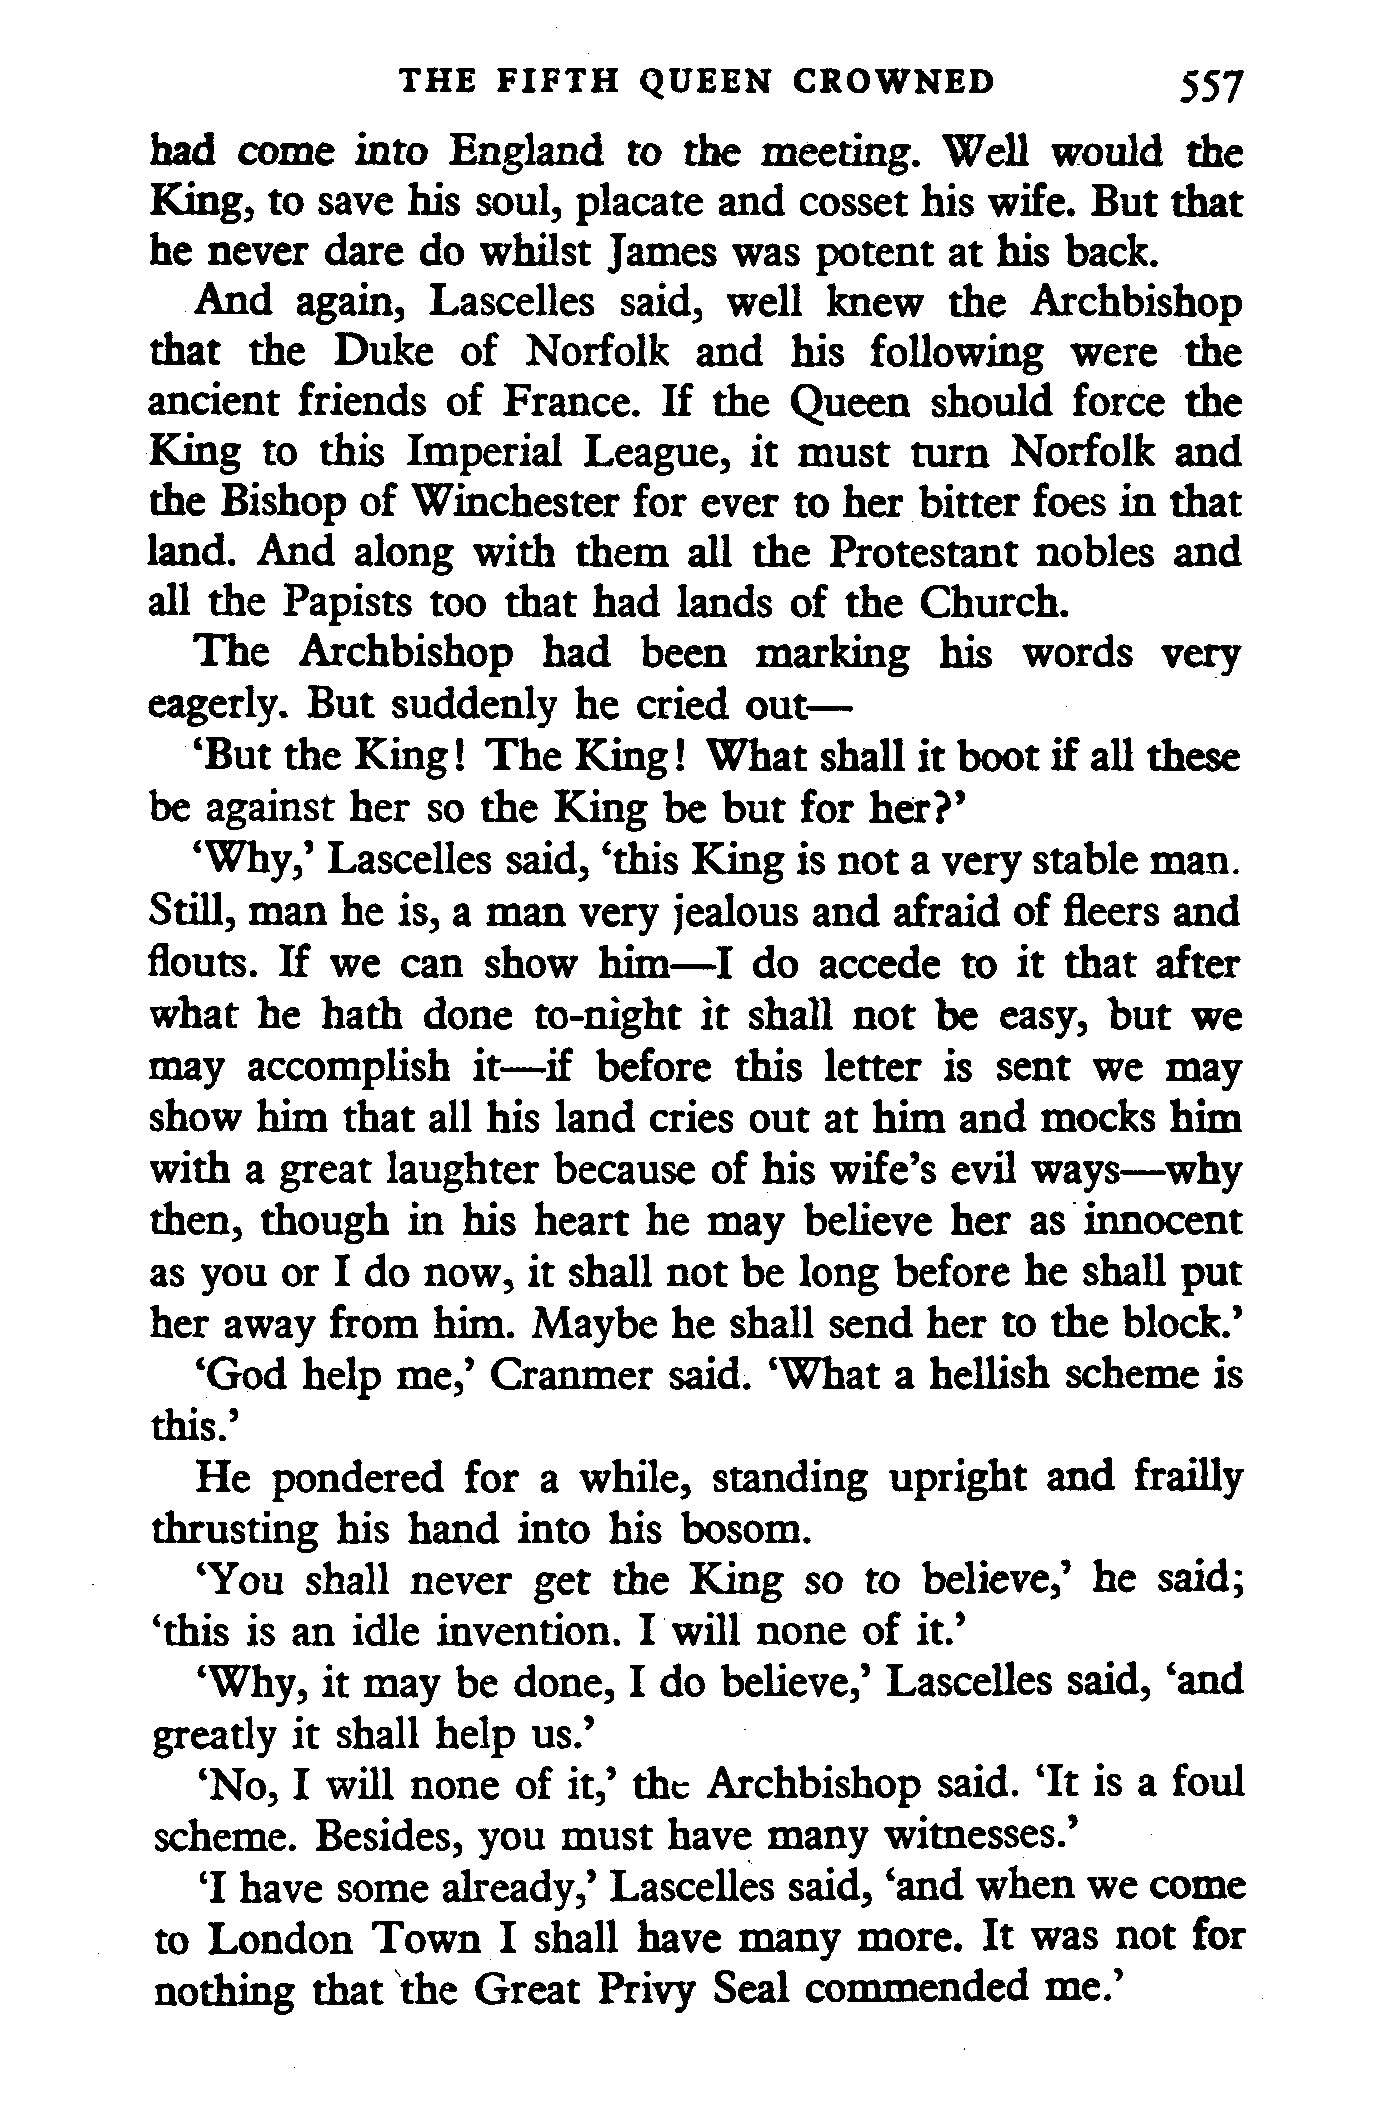 THE FIFTH QUEEN CROWNED 557
had come into England to the meeting. Well would the
King, to save his soul, placate and cosset his wife. But that
he never dare do whilst James was potent at his back.
And again, Lascelles said, well knew the Archbishop
that the Duke of Norfolk and his following were the
ancient friends of France. If the Queen should force the
King to this Imperial League, it must turn Norfolk and
the Bishop of Winchester for ever to her bitter foes in that
land. And along with them all the Protestant nobles and
all the Papists too that had lands of the Church.
The Archbishop had been marking his words very
eagerly. But suddenly he cried out—
‘But the King! The King! What shall it boot if all these
be against her so the King be but for her?’
‘Why,’ Lascelles said, ‘this King is not a very stable man.
Still, man he is, a man very jealous and afraid of fleers and
flouts. If we can show him—I do accede to it that after
what he hath done to-night it shall not be easy, but we
may accomplish it—if before this letter is sent we may
show him that all his land cries out at him and mocks him
with a great laughter because of his wife’s evil ways—why
then, though in his heart he may believe her as innocent
as you or I do now, it shall not be long before he shall put
her away from him. Maybe he shall send her to the block.’
‘God help me,’ Cranmer said. ‘What a hellish scheme is
this.’
He pondered for a while, standing upright and frailly
thrusting his hand into his bosom.
‘You shall never get the King so to believe,’ he said;
‘this is an idle invention. I will none of it.’
‘Why, it may be done, I do believe,’ Lascelles said, ‘and
greatly it shall help us.’
‘No, I will none of it,’ the Archbishop said. ‘It is a foul
scheme. Besides, you must have many witnesses.’
‘I have some already,’ Lascelles said, ‘and when we come
to London Town I shall have many more. It was not for
nothing that the Great Privy Seal commended me.’